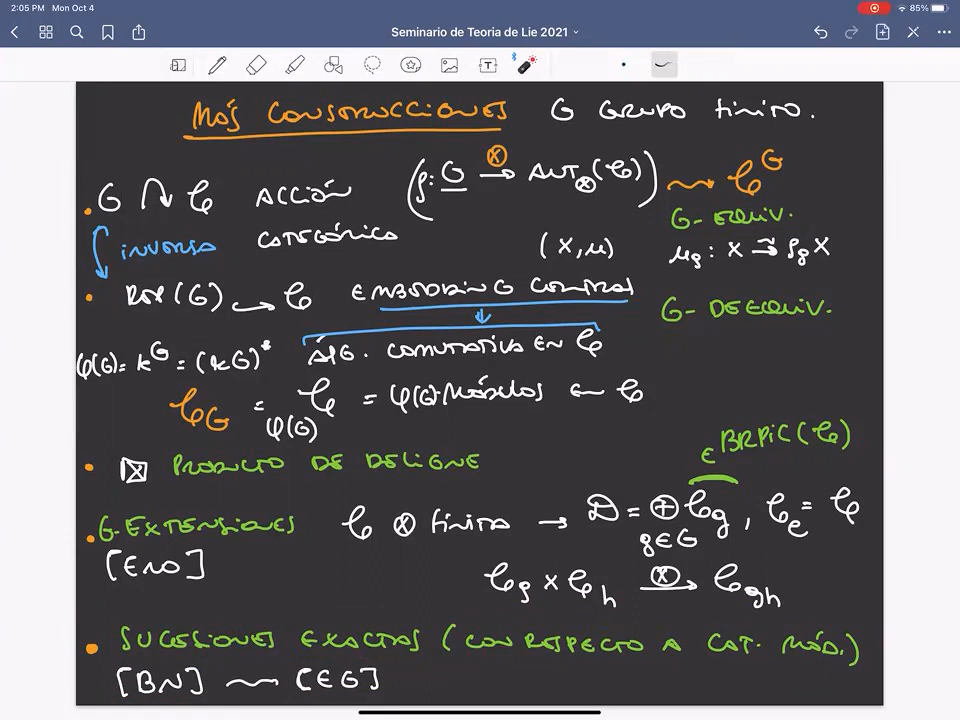 2:05 PM Mon Oct 4
85%
Seminario de Teoria de Lie 2021
MÁS CONSTRUCCIONES G GRUPO FINITO.
• G ↷ 𝒞 ACCIÓN CATEGÓRICA (ρ: G ⊗→ AUT⊗(𝒞)) ⇝ 𝒞^G
G-EQUIV.
INVERSO (X, μ) μ_g: X ≅→ ρ_g X
• REP(G) ↪ 𝒞 EMBEDDING CENTRAL G-DEEQUIV.
↓
φ(G) = k^G = (kG)* ÁLG. CONMUTATIVA EN 𝒞
𝒞_G = 𝒞_φ(G) = φ(G)-MÓDULOS EN 𝒞
• ⊠ PRODUCTO DE DELIGNE
∈ BRPIC(𝒞)
• G-EXTENSIONES 𝒞 ⊗ FINITA → 𝒟 = ⊕_{g∈G} 𝒞_g, 𝒞_e = 𝒞
[ENO] 𝒞_g × 𝒞_h ⊗→ 𝒞_gh
• SUCESIONES EXACTAS (CON RESPECTO A CAT. MÓD.)
[BN] ⇝ [EG]